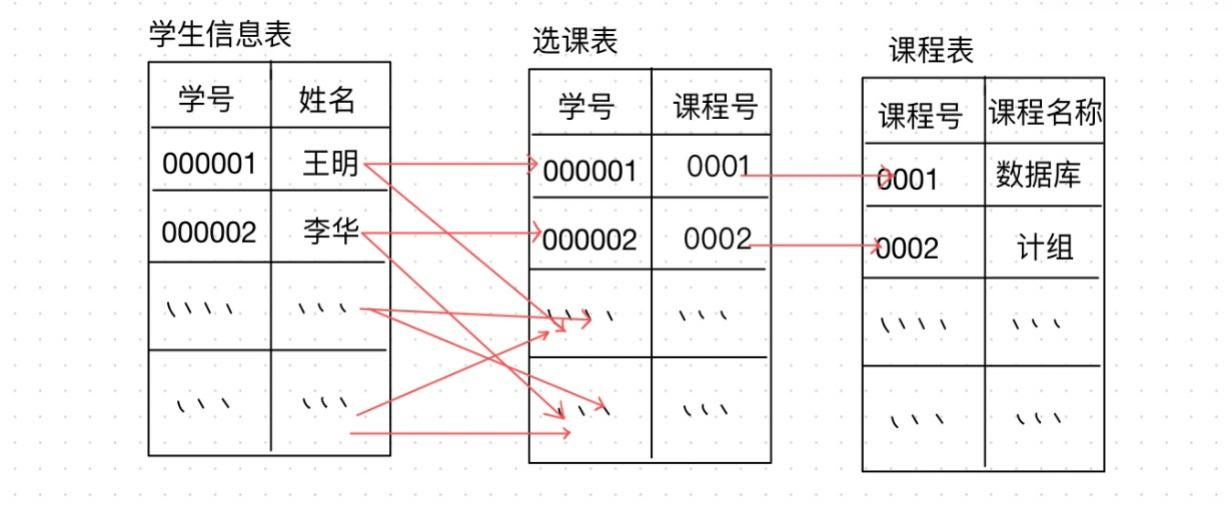 学生信息表
学号 姓名
000001 王明
000002 李华
选课表
学号 课程号
000001 0001
000002 0002
课程表
课程号 课程名称
0001 数据库
0002 计组